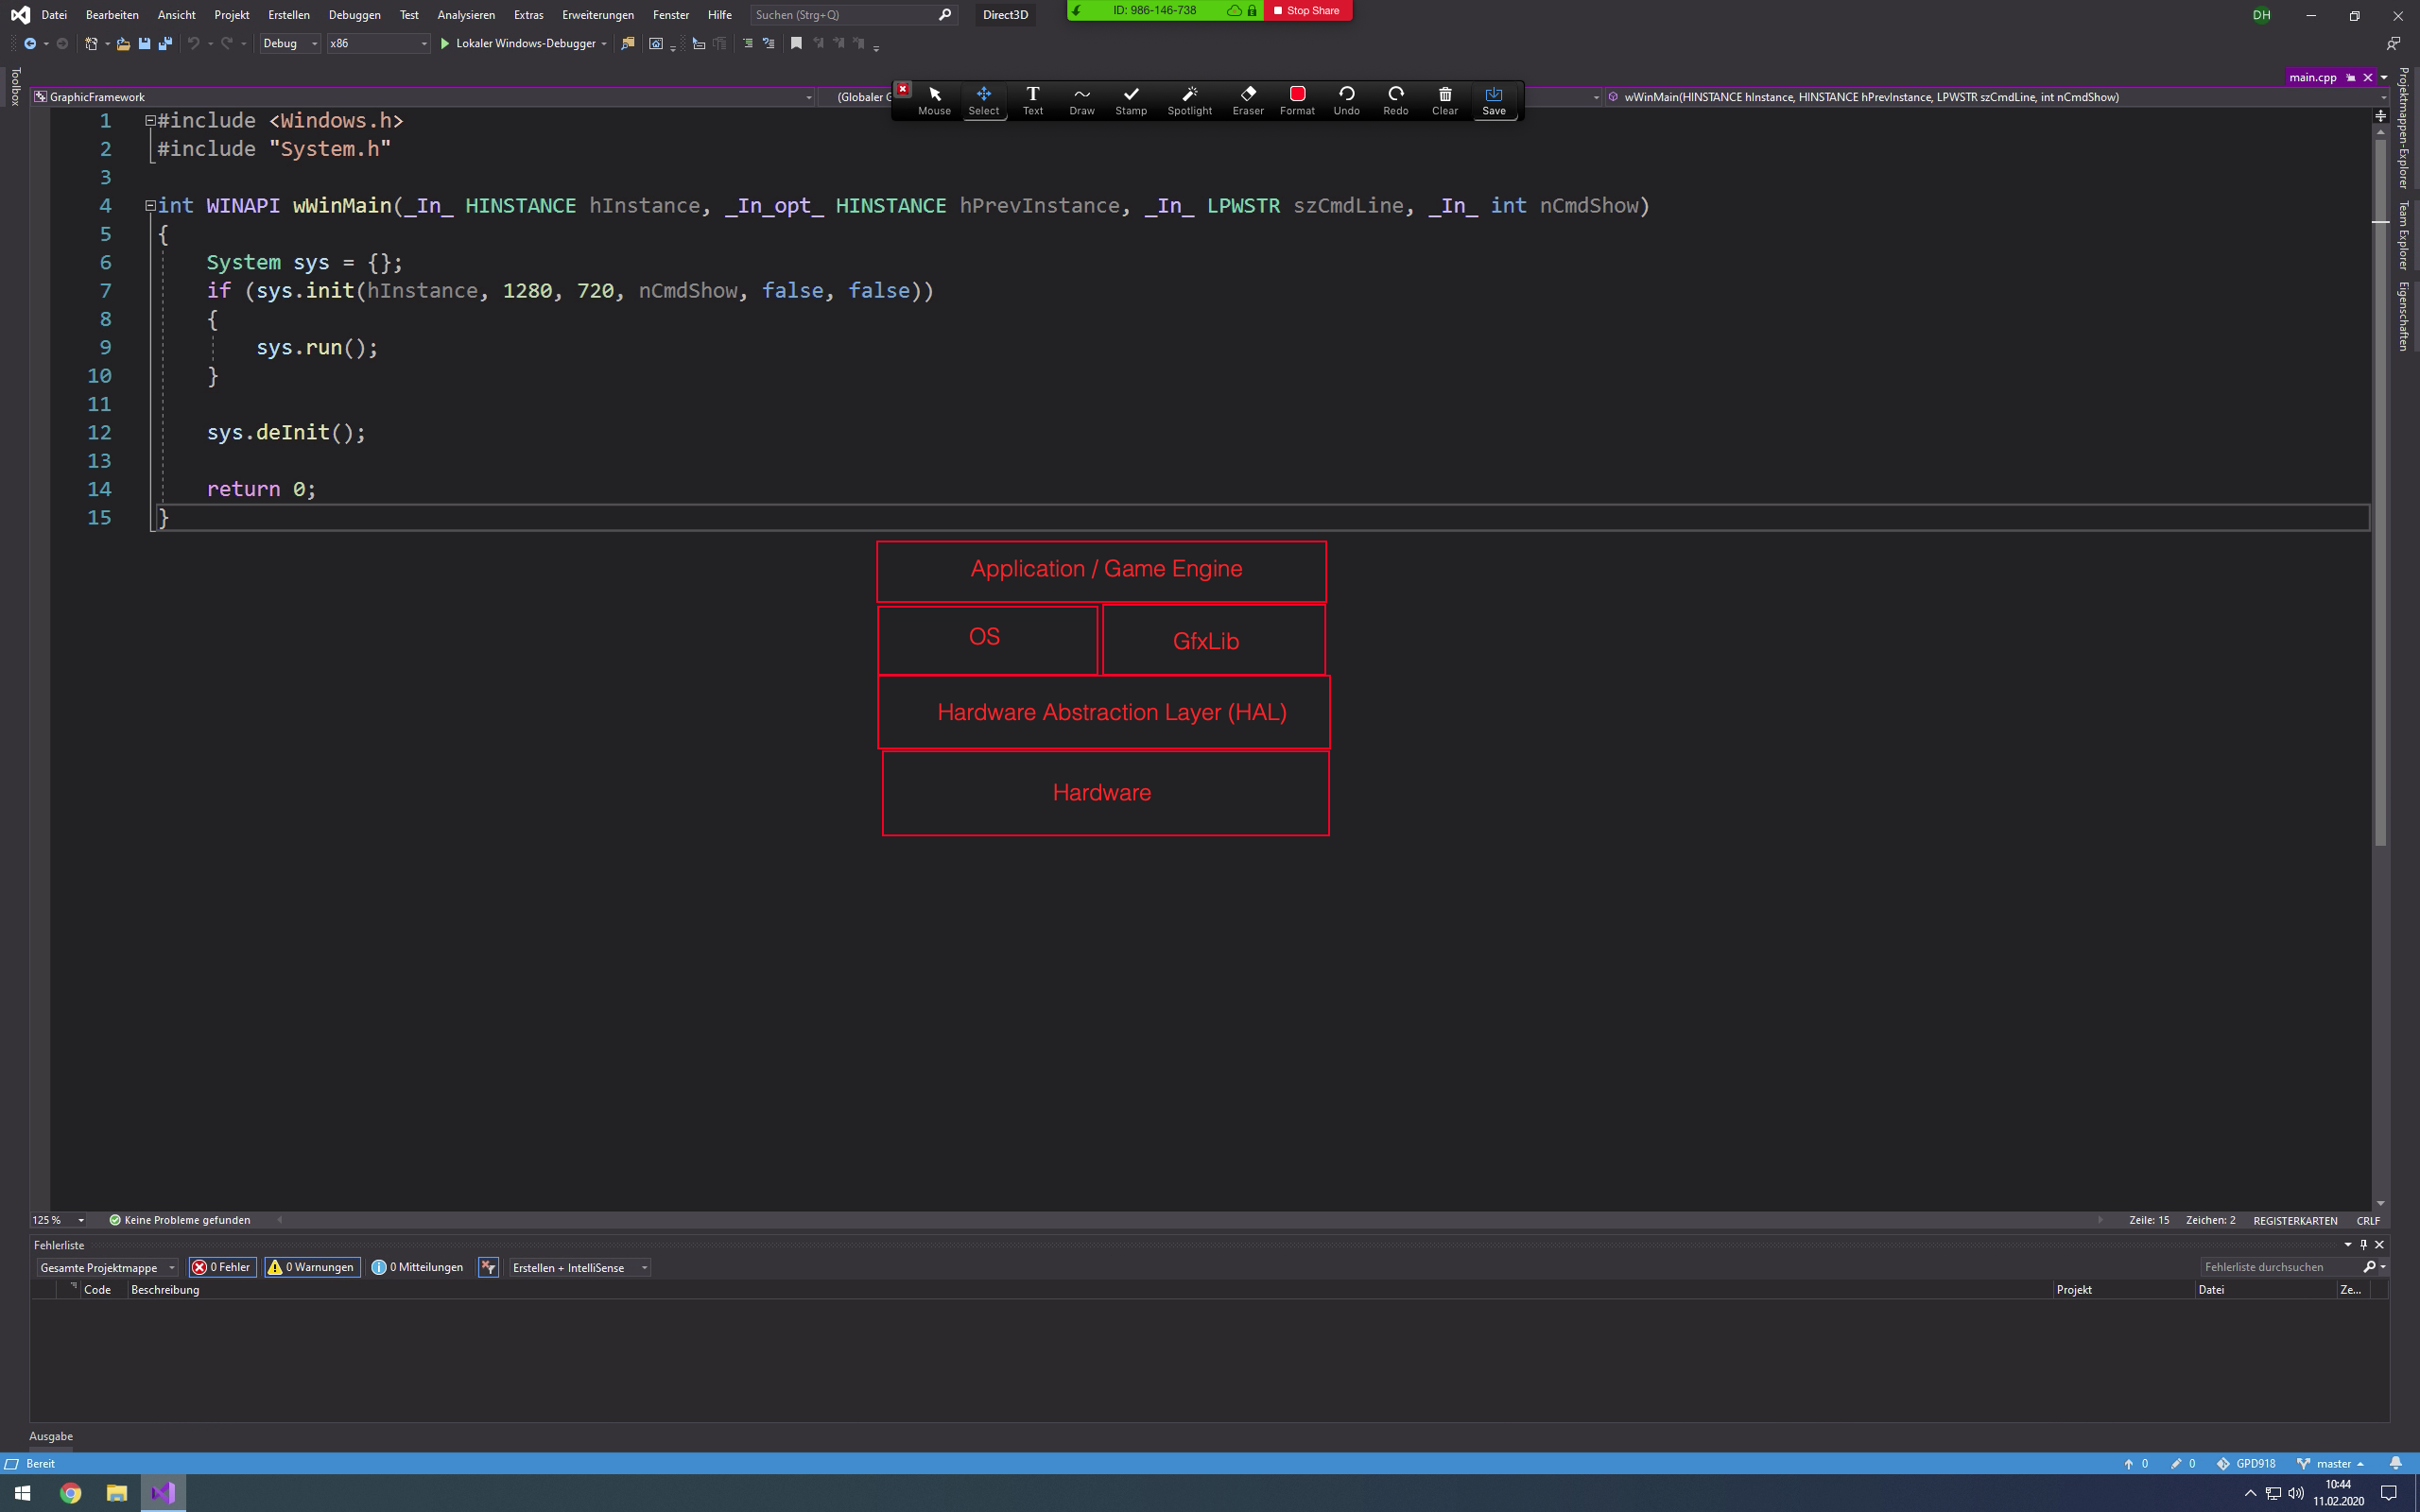 Datei Bearbeiten Ansicht Projekt Erstellen Debuggen Test Analysieren Extras Erweiterungen Fenster Hilfe Suchen (Strg+Q) Direct3D ID: 986-146-738 Stop Share DH
Debug x86 Lokaler Windows-Debugger
Toolbox
main.cpp
GraphicFramework (Globaler G wWinMain(HINSTANCE hInstance, HINSTANCE hPrevInstance, LPWSTR szCmdLine, int nCmdShow)
Mouse Select Text Draw Stamp Spotlight Eraser Format Undo Redo Clear Save
Projektmappen-Explorer
Team Explorer
Eigenschaften
1 #include <Windows.h>
2 #include "System.h"
3
4 int WINAPI wWinMain(_In_ HINSTANCE hInstance, _In_opt_ HINSTANCE hPrevInstance, _In_ LPWSTR szCmdLine, _In_ int nCmdShow)
5 {
6 System sys = {};
7 if (sys.init(hInstance, 1280, 720, nCmdShow, false, false))
8 {
9 sys.run();
10 }
11
12 sys.deInit();
13
14 return 0;
15 }
Application / Game Engine
OS GfxLib
Hardware Abstraction Layer (HAL)
Hardware
125 % Keine Probleme gefunden Zeile: 15 Zeichen: 2 REGISTERKARTEN CRLF
Fehlerliste
Gesamte Projektmappe 0 Fehler 0 Warnungen 0 Mitteilungen Erstellen + IntelliSense Fehlerliste durchsuchen
Code Beschreibung Projekt Datei Ze...
Ausgabe
Bereit 0 0 GPD918 master
10:44
11.02.2020